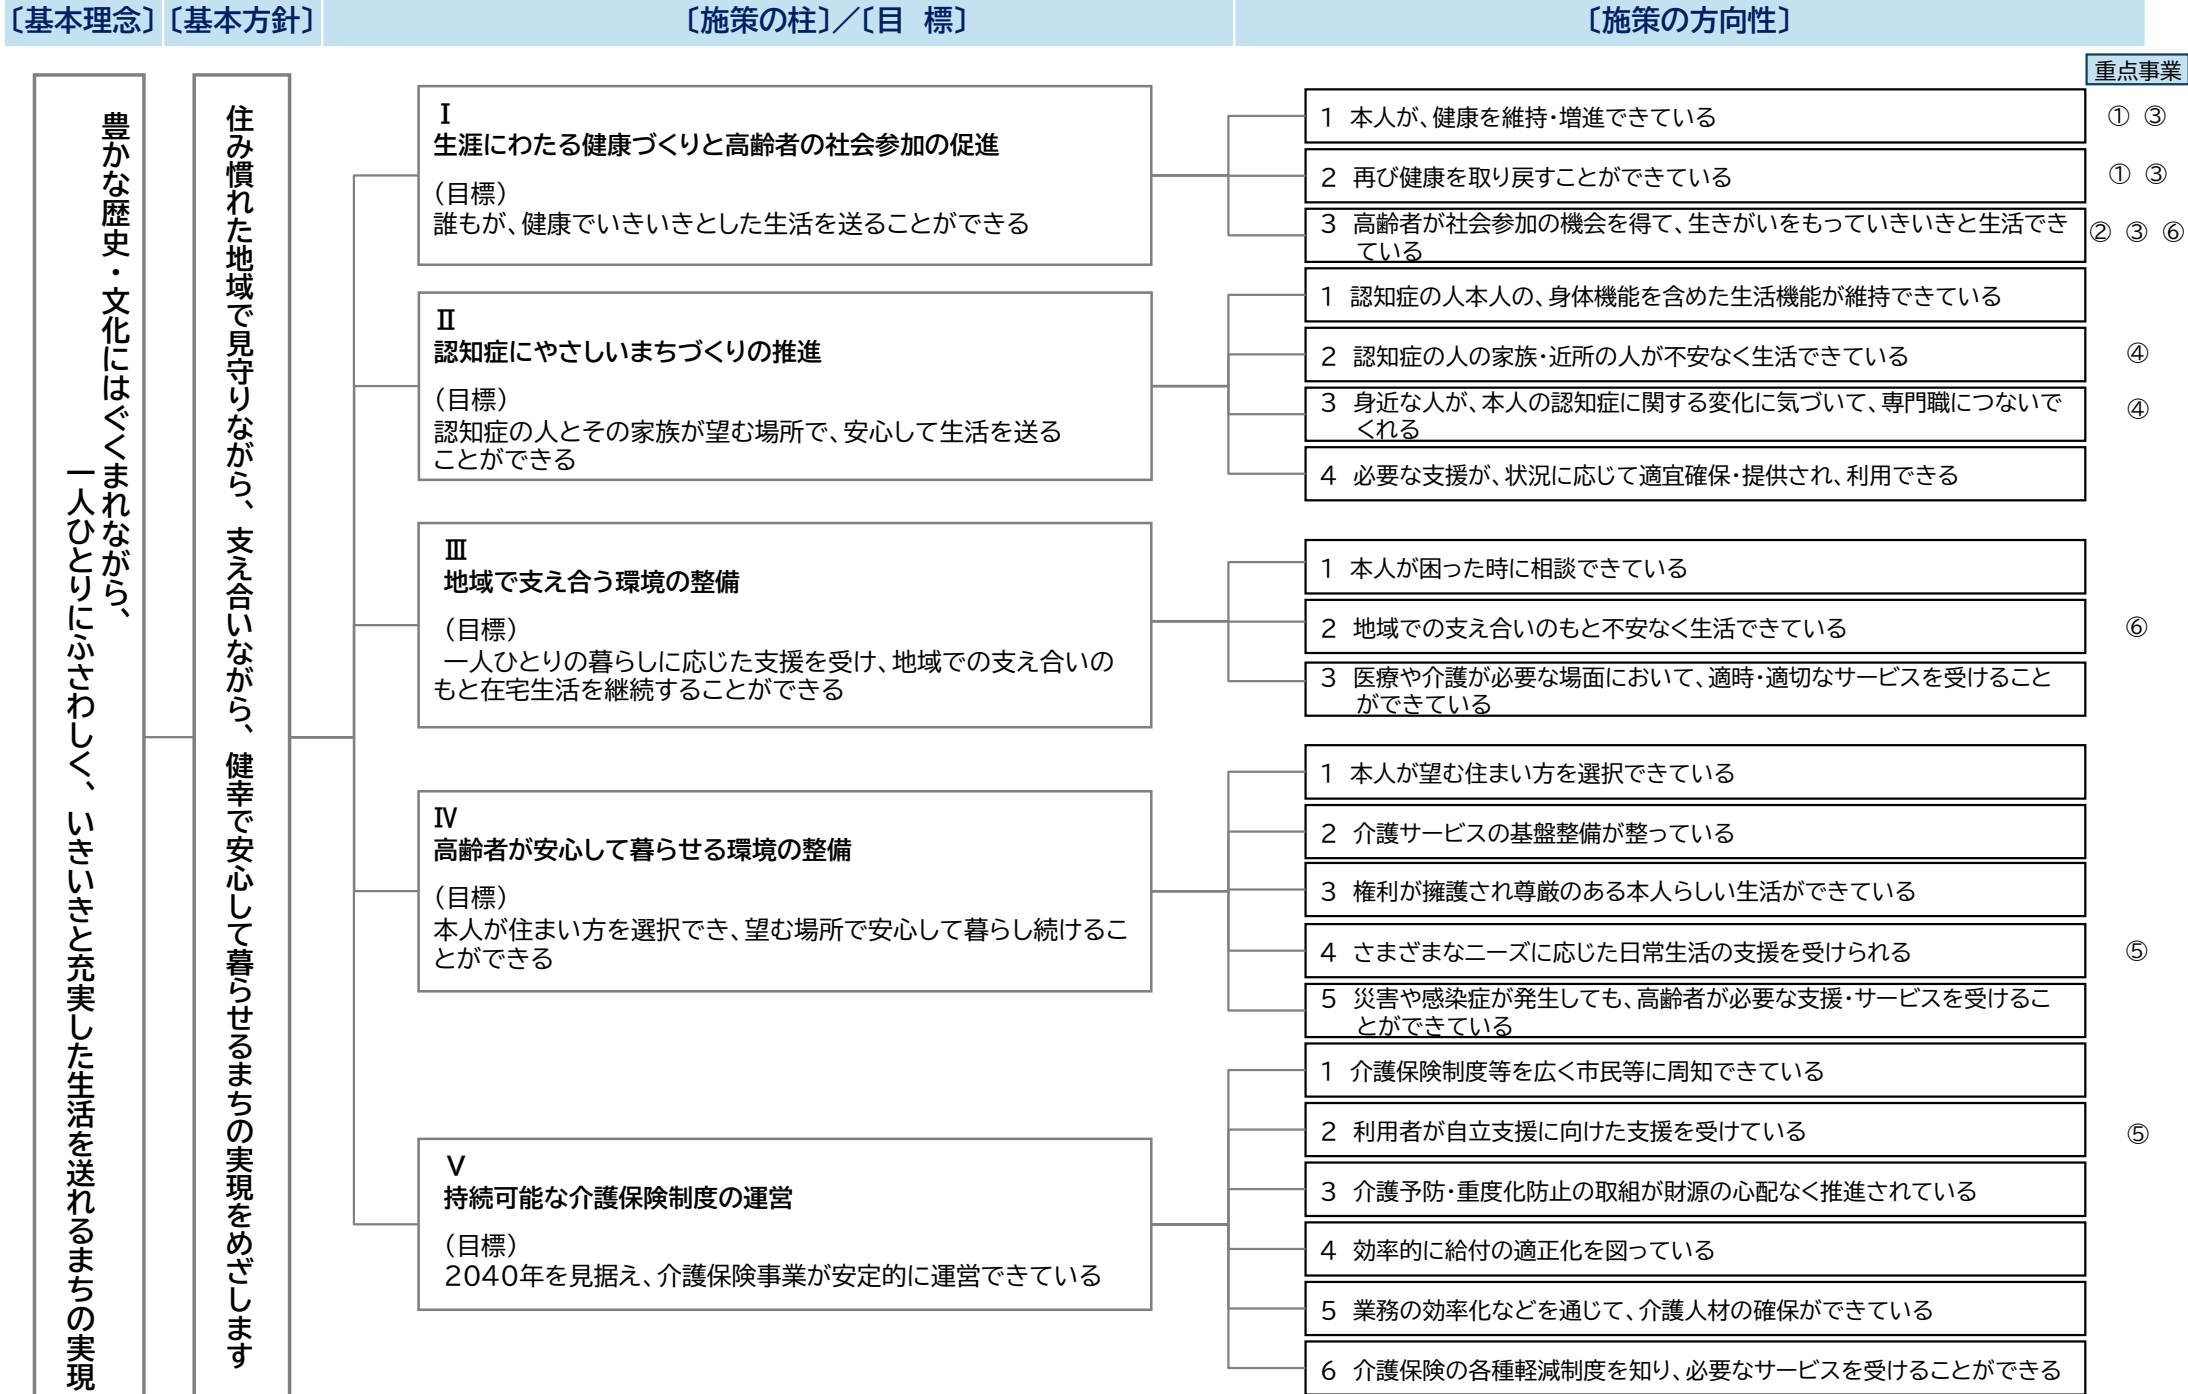 〔基本理念〕
〔基本方針〕
〔施策の柱〕／〔目　標〕
〔施策の方向性〕
重点事業
豊かな歴史・文化にはぐくまれながら、
一人ひとりにふさわしく、いきいきと充実した生活を送れるまちの実現
住み慣れた地域で見守りながら、支え合いながら、健幸で安心して暮らせるまちの実現をめざします
Ⅰ
生涯にわたる健康づくりと高齢者の社会参加の促進
（目標）
誰もが、健康でいきいきとした生活を送ることができる
1　本人が、健康を維持・増進できている
① ③
2　再び健康を取り戻すことができている
① ③
3　高齢者が社会参加の機会を得て、生きがいをもっていきいきと生活でき
ている
② ③ ⑥
Ⅱ
認知症にやさしいまちづくりの推進
（目標）
認知症の人とその家族が望む場所で、安心して生活を送る
ことができる
1　認知症の人本人の、身体機能を含めた生活機能が維持できている
2　認知症の人の家族・近所の人が不安なく生活できている
④
3　身近な人が、本人の認知症に関する変化に気づいて、専門職につないで
くれる
④
4　必要な支援が、状況に応じて適宜確保・提供され、利用できる
Ⅲ
地域で支え合う環境の整備
（目標）
一人ひとりの暮らしに応じた支援を受け、地域での支え合いの
もと在宅生活を継続することができる
1　本人が困った時に相談できている
2　地域での支え合いのもと不安なく生活できている
⑥
3　医療や介護が必要な場面において、適時・適切なサービスを受けること
ができている
Ⅳ
高齢者が安心して暮らせる環境の整備
（目標）
本人が住まい方を選択でき、望む場所で安心して暮らし続けるこ
とができる
1　本人が望む住まい方を選択できている
2　介護サービスの基盤整備が整っている
3　権利が擁護され尊厳のある本人らしい生活ができている
4　さまざまなニーズに応じた日常生活の支援を受けられる
⑤
5　災害や感染症が発生しても、高齢者が必要な支援・サービスを受けるこ
とができている
Ⅴ
持続可能な介護保険制度の運営
（目標）
2040年を見据え、介護保険事業が安定的に運営できている
1　介護保険制度等を広く市民等に周知できている
2　利用者が自立支援に向けた支援を受けている
⑤
3　介護予防・重度化防止の取組が財源の心配なく推進されている
4　効率的に給付の適正化を図っている
5　業務の効率化などを通じて、介護人材の確保ができている
6　介護保険の各種軽減制度を知り、必要なサービスを受けることができる